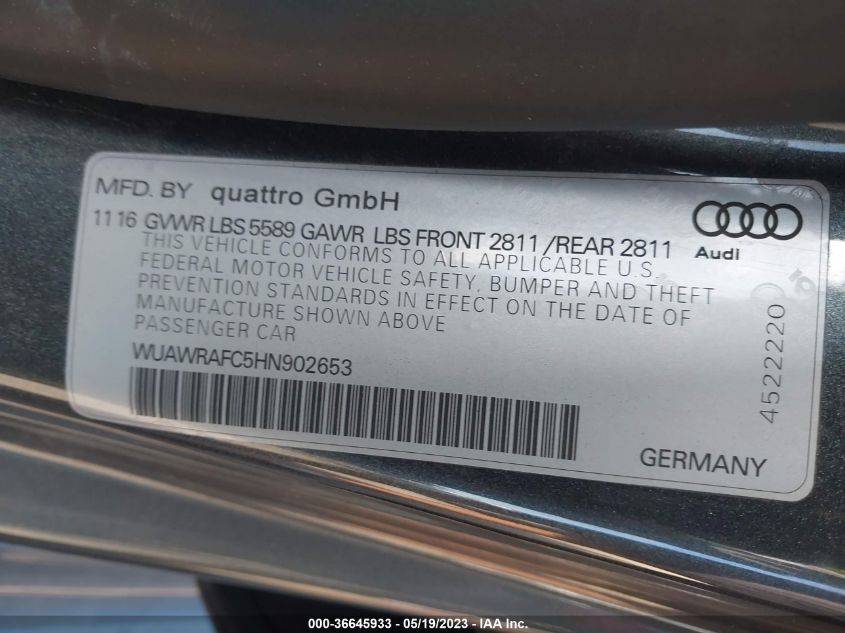 MFD. BY quattro GmbH
11 16 GVWR LBS 5589 GAWR LBS FRONT 2811 /REAR 2811
THIS VEHICLE CONFORMS TO ALL APPLICABLE U.S.
FEDERAL MOTOR VEHICLE SAFETY, BUMPER AND THEFT
PREVENTION STANDARDS IN EFFECT ON THE DATE OF
MANUFACTURE SHOWN ABOVE
PASSENGER CAR
WUAWRAFC5HN902653
Audi
4522220
GERMANY
000-36645933 - 05/19/2023 - IAA Inc.